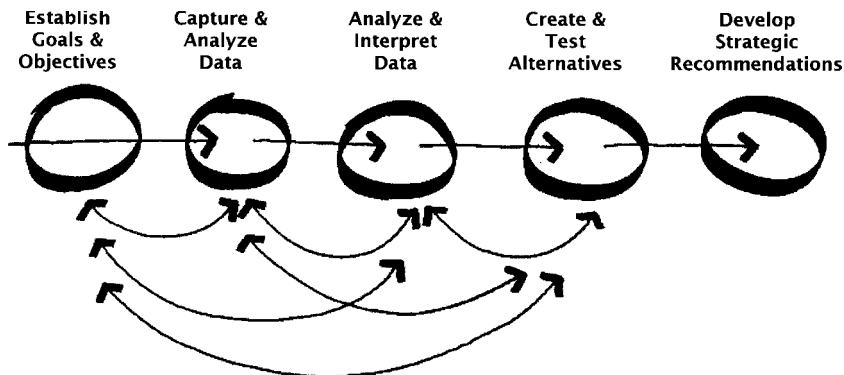 Establish
Goals &
Objectives
Capture &
Analyze
Data
Analyze &
Interpret
Data
Create &
Test
Alternatives
Develop
Strategic
Recommendations